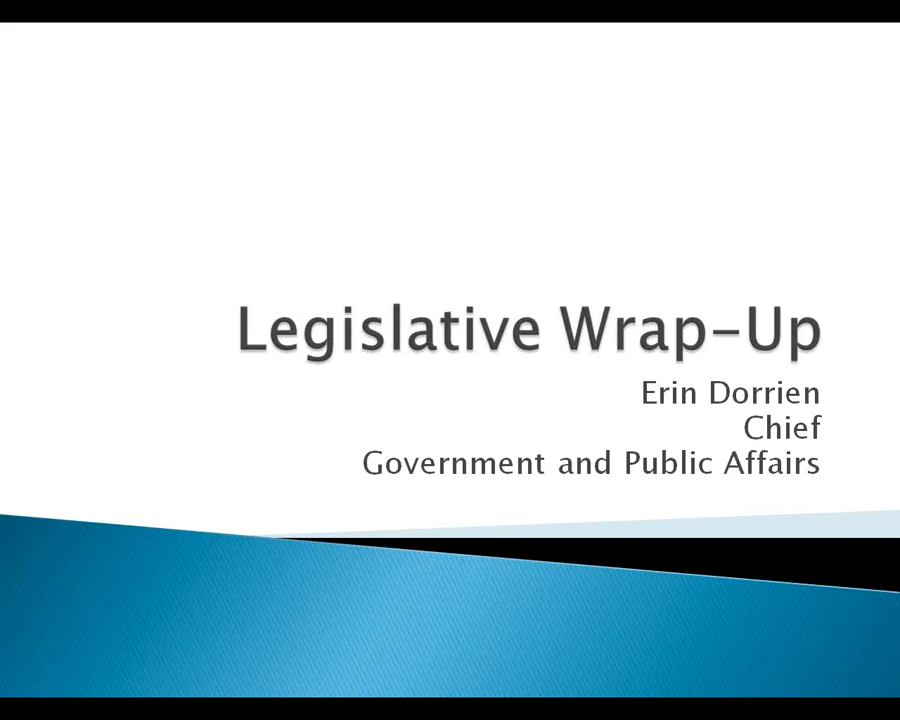 Legislative Wrap-Up
Erin Dorrien
Chief
Government and Public Affairs